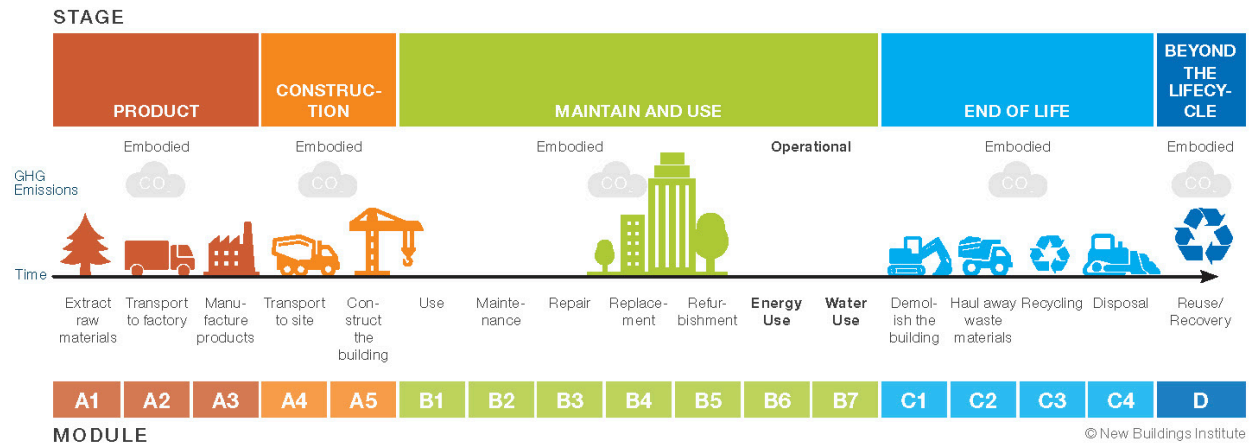 STAGE
PRODUCT
CONSTRUC-
TION
MAINTAIN AND USE
END OF LIFE
BEYOND
THE
LIFECY-
CLE
Embodied
Embodied
Embodied
Operational
Embodied
Embodied
GHG
Emissions
CO2
CO2
CO2
CO2
CO2
Time
Extract
raw
materials
Transport
to factory
Manu-
facture
products
Transport
to site
Con-
struct
the
building
Use
Mainte-
nance
Repair
Replace-
ment
Refur-
bishment
Energy
Use
Water
Use
Demol-
ish the
building
Haul away
waste
materials
Recycling
Disposal
Reuse/
Recovery
A1 A2 A3 A4 A5 B1 B2 B3 B4 B5 B6 B7 C1 C2 C3 C4 D
MODULE
© New Buildings Institute